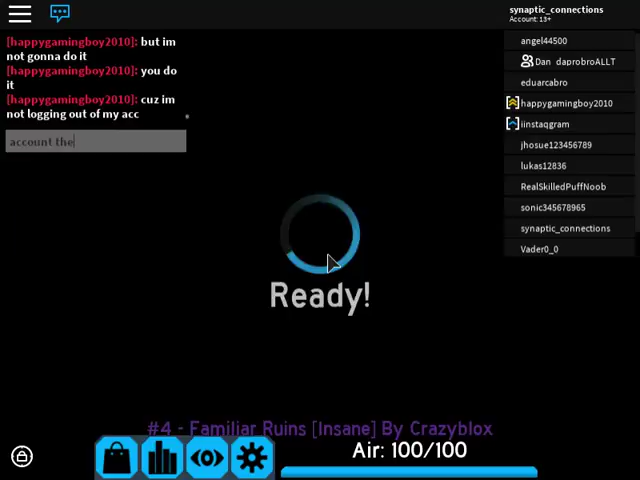 synaptic_connections
Account: 13+
[happygamingboy2010]: but im
not gonna do it
[happygamingboy2010]: you do
it
[happygamingboy2010]: cuz im
not logging out of my acc
account the
angel44500
Dan_daprobroALLT
eduarcabro
happygamingboy2010
iinstaqgram
jhosue123456789
lukas12836
RealSkilledPuffNoob
sonic345678965
synaptic_connections
Vader0_0
Ready!
#4 - Familiar Ruins [Insane] By Crazyblox
Air: 100/100